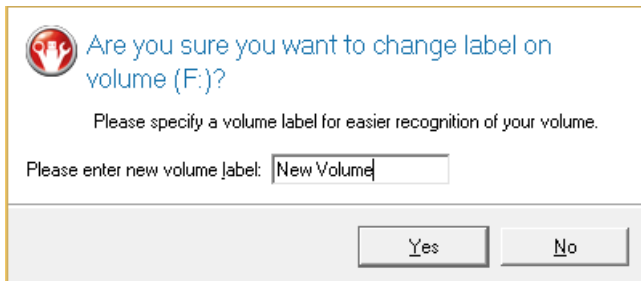 Are you sure you want to change label on
volume (F:)?
Please specify a volume label for easier recognition of your volume.
Please enter new volume label: New Volume
Yes No